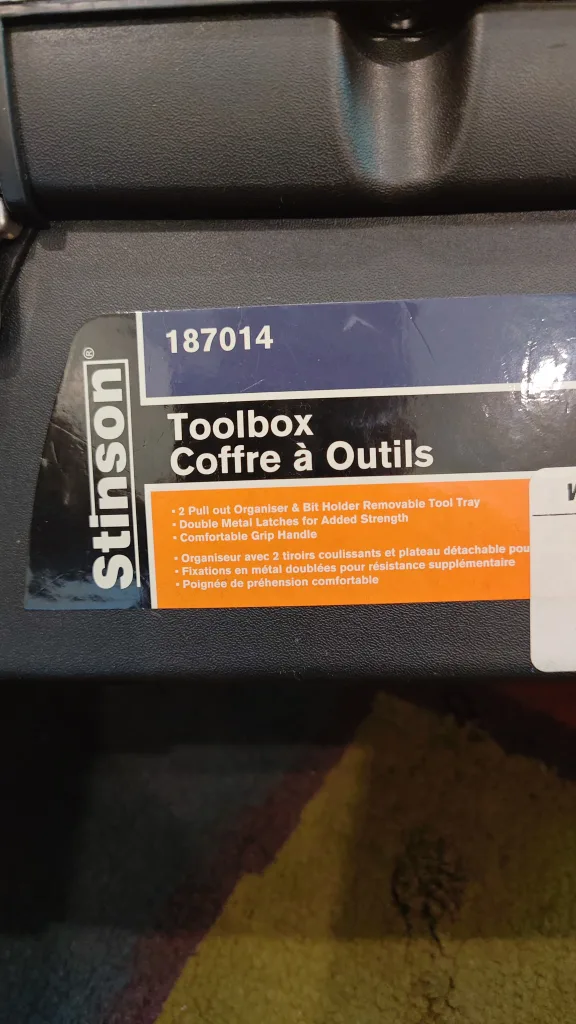 187014
Stinson®
Toolbox
Coffre à Outils
• 2 Pull out Organiser & Bit Holder Removable Tool Tray
• Double Metal Latches for Added Strength
• Comfortable Grip Handle
• Organiseur avec 2 tiroirs coulissants et plateau détachable pou
• Fixations en métal doublées pour résistance supplémentaire
• Poignée de préhension comfortable